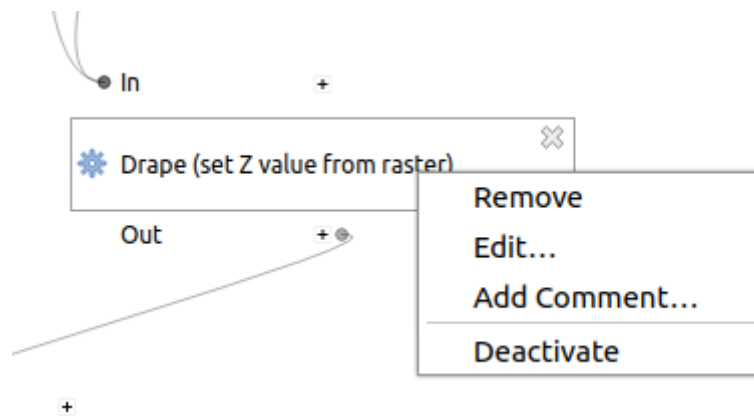 In
+
Drape (set Z value from raster)
Remove
Out
+
Edit...
Add Comment...
Deactivate
+